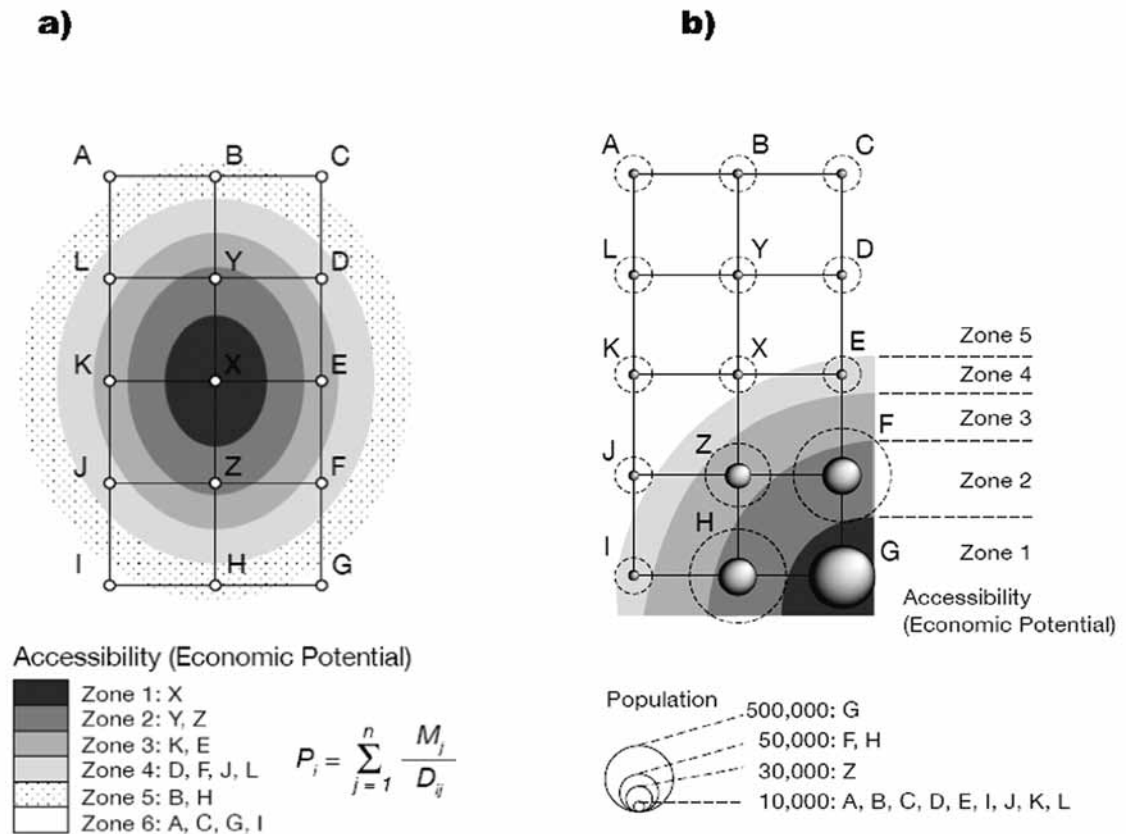 a)
A B C
L Y D
K X E
J Z F
I H G
Accessibility (Economic Potential)
Zone 1: X
Zone 2: Y, Z
Zone 3: K, E
Zone 4: D, F, J, L
Zone 5: B, H
Zone 6: A, C, G, I
P_i = ∑_{j = 1}^{n} M_j / D_ij
b)
A B C
L Y D
K X E
J Z F
I H G
Zone 5
Zone 4
Zone 3
Zone 2
Zone 1
Accessibility
(Economic Potential)
Population
500,000: G
50,000: F, H
30,000: Z
10,000: A, B, C, D, E, I, J, K, L